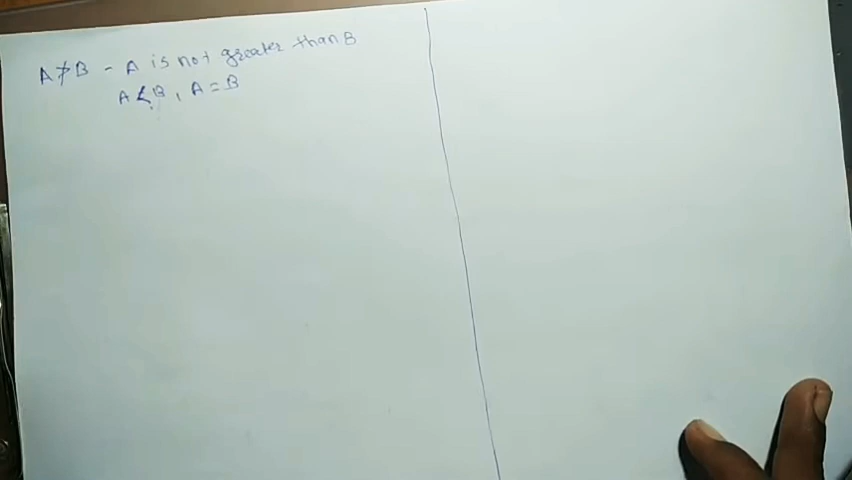 A ≯ B - A is not greater than B
A < B, A = B